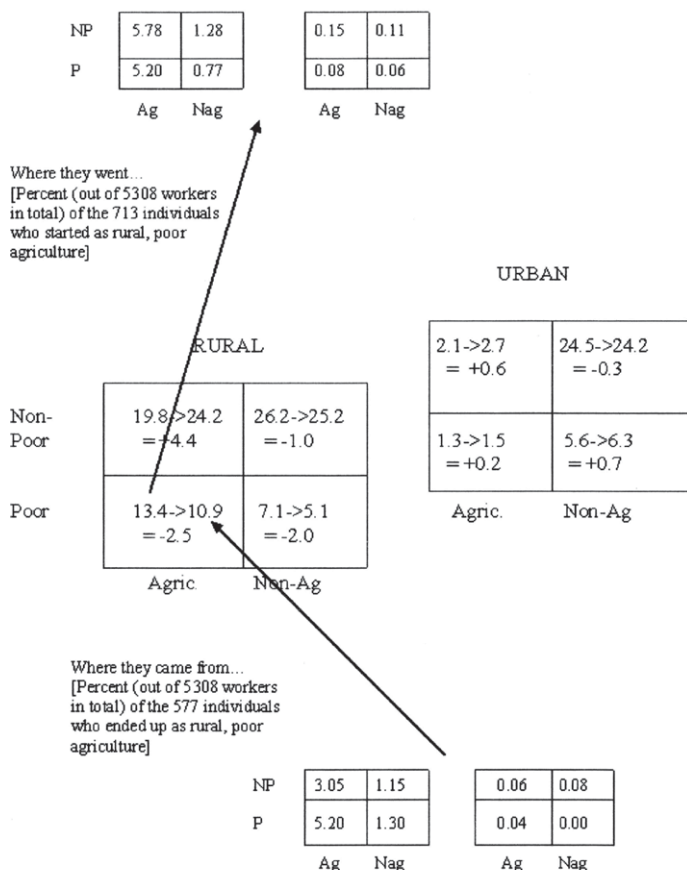 NP 5.78 1.28 0.15 0.11
P 5.20 0.77 0.08 0.06
Ag Nag Ag Nag
Where they went...
[Percent (out of 5308 workers
in total) of the 713 individuals
who started as rural, poor
agriculture]
URBAN
2.1->2.7 24.5->24.2
= +0.6 = -0.3
1.3->1.5 5.6->6.3
= +0.2 = +0.7
Agric. Non-Ag
RURAL
Non- 19.8->24.2 26.2->25.2
Poor = +4.4 = -1.0
Poor 13.4->10.9 7.1->5.1
= -2.5 = -2.0
Agric. Non-Ag
Where they came from...
[Percent (out of 5308 workers
in total) of the 577 individuals
who ended up as rural, poor
agriculture]
NP 3.05 1.15 0.06 0.08
P 5.20 1.30 0.04 0.00
Ag Nag Ag Nag